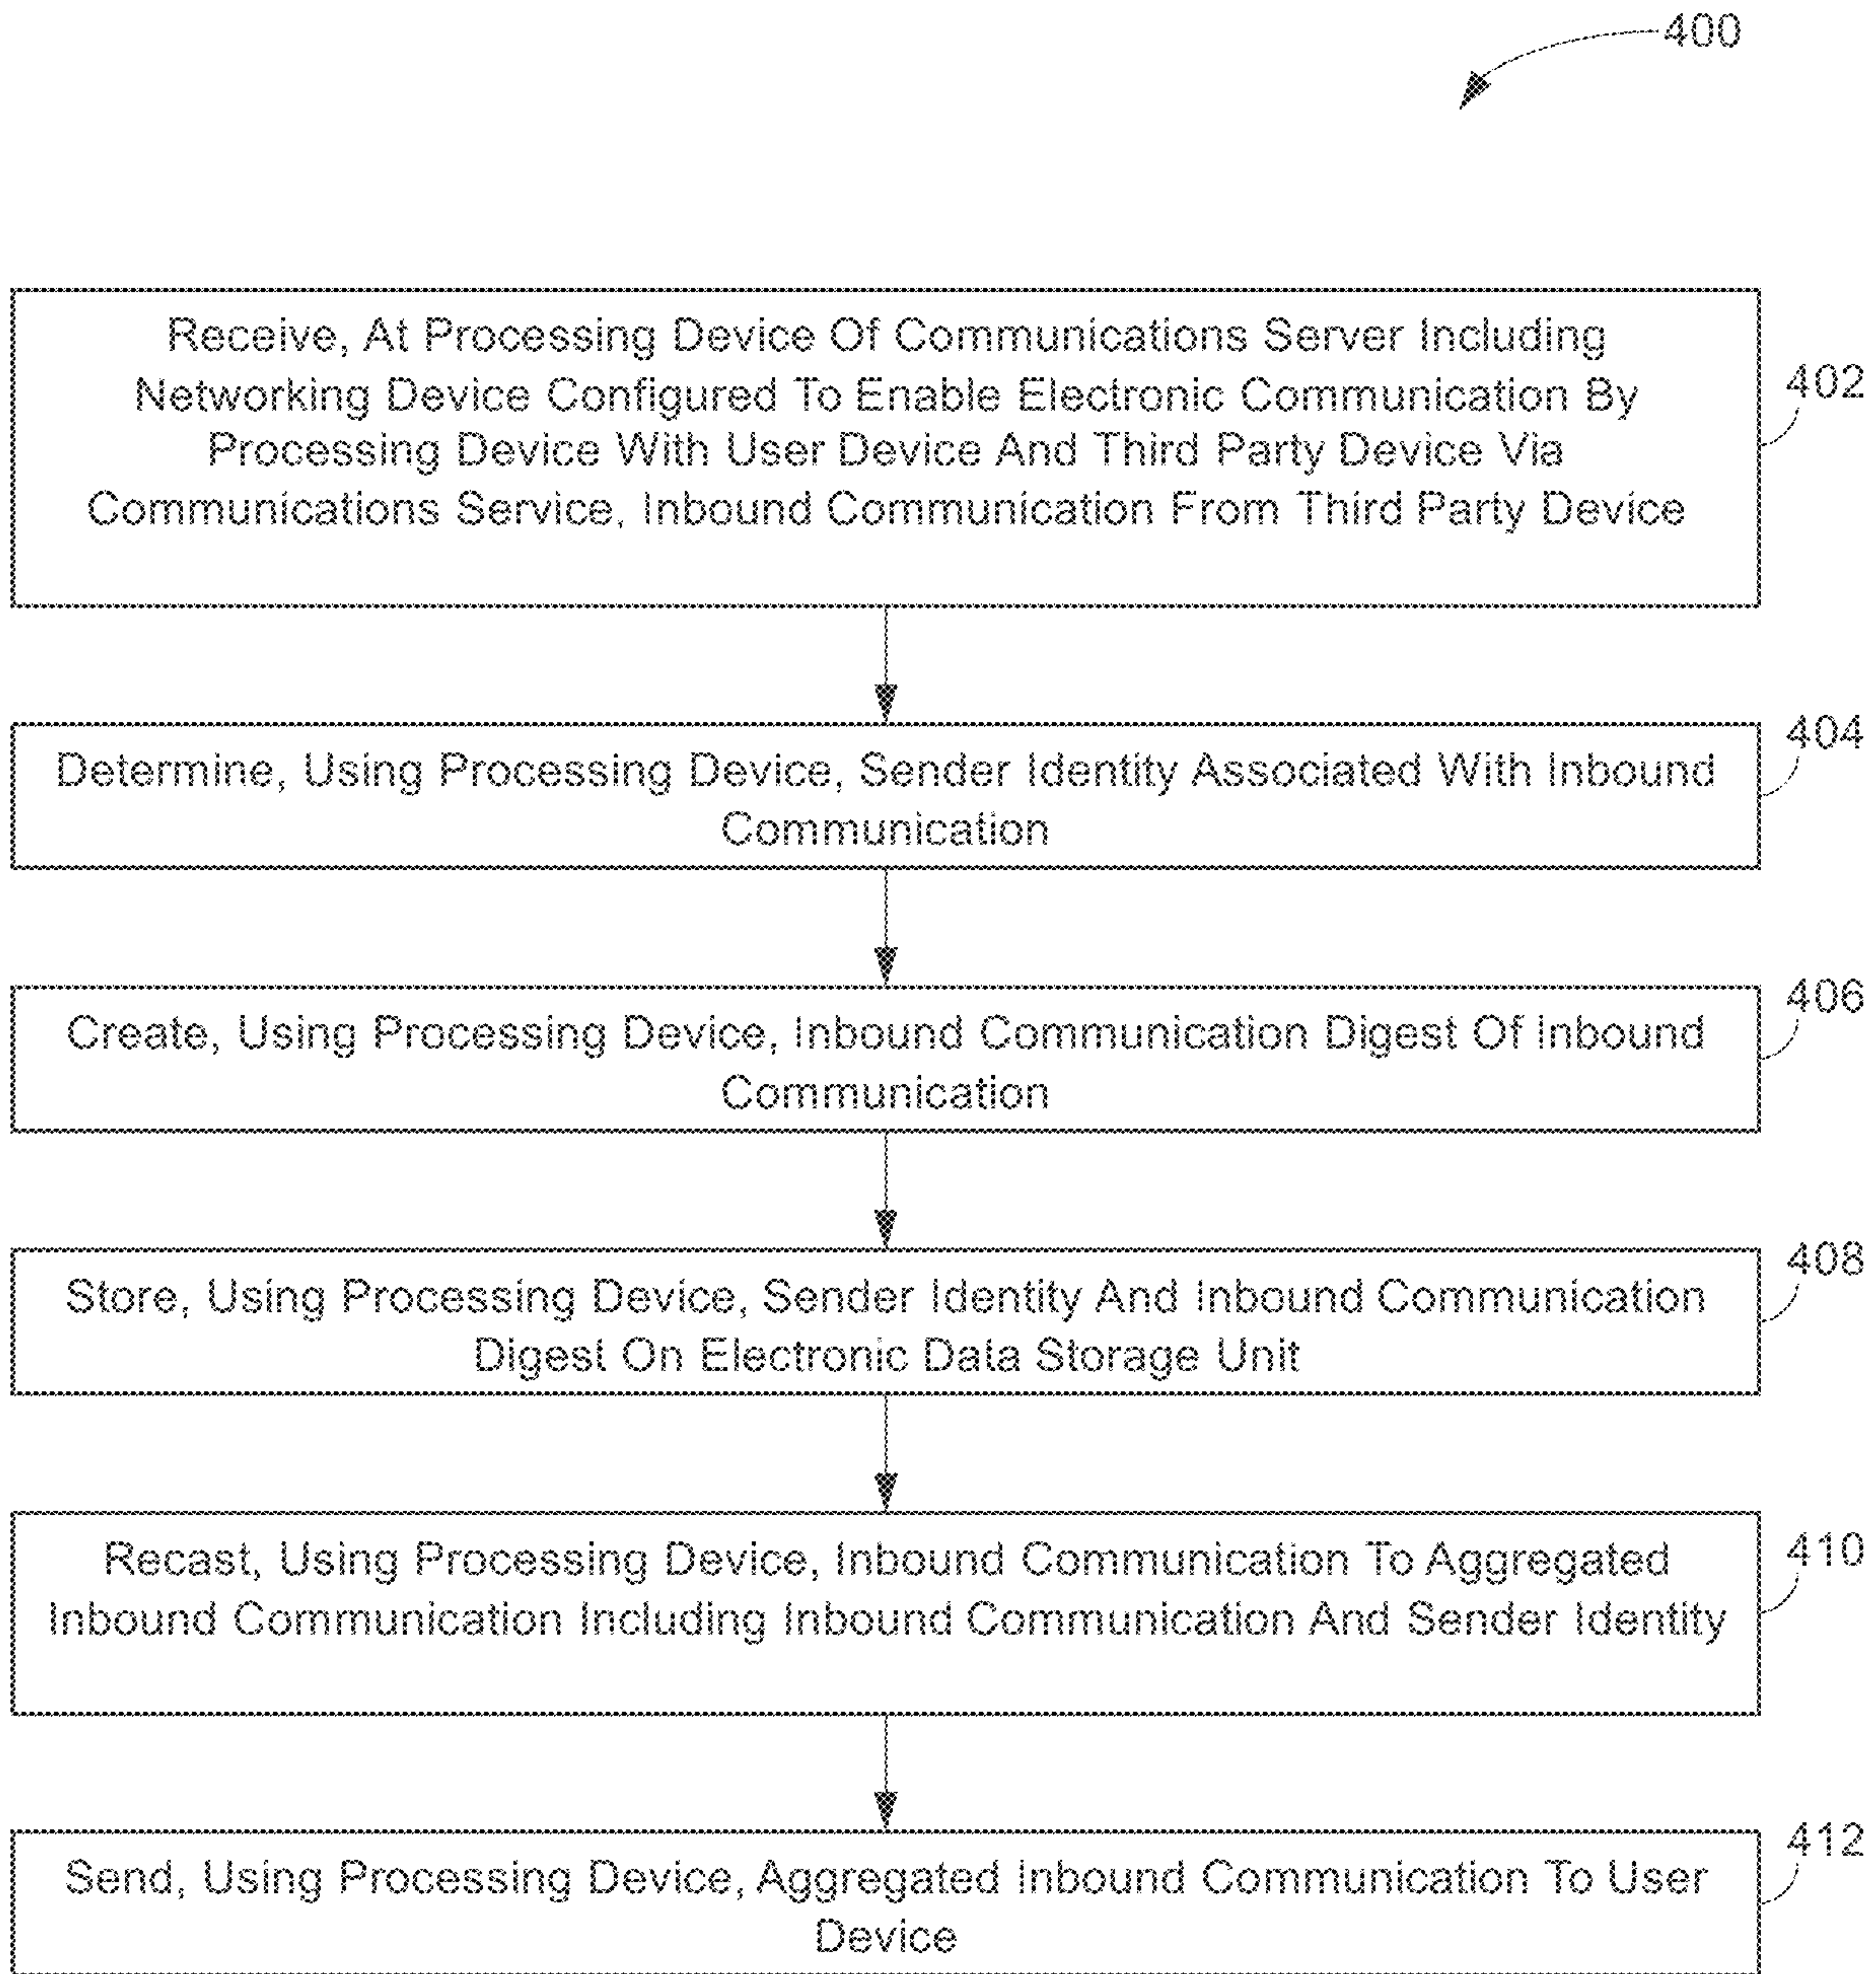 400
Receive, At Processing Device Of Communications Server Including
Networking Device Configured To Enable Electronic Communication By
Processing Device With User Device And Third Party Device Via
Communications Service, Inbound Communication From Third Party Device
402
Determine, Using Processing Device, Sender Identity Associated With Inbound
Communication
404
Create, Using Processing Device, Inbound Communication Digest Of Inbound
Communication
406
Store, Using Processing Device, Sender Identity And Inbound Communication
Digest On Electronic Data Storage Unit
408
Recast, Using Processing Device, Inbound Communication To Aggregated
Inbound Communication Including Inbound Communication And Sender Identity
410
Send, Using Processing Device, Aggregated Inbound Communication To User
Device
412